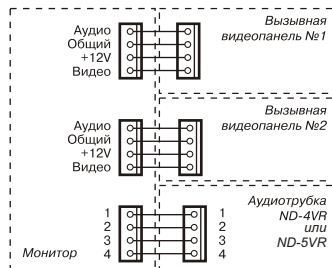 Вызывная
видеопанель №1
Аудио
Общий
+12V
Видео
Вызывная
видеопанель №2
Аудио
Общий
+12V
Видео
Аудиотрубка
ND-4VR
или
ND-5VR
1 1
2 2
3 3
4 4
Монитор